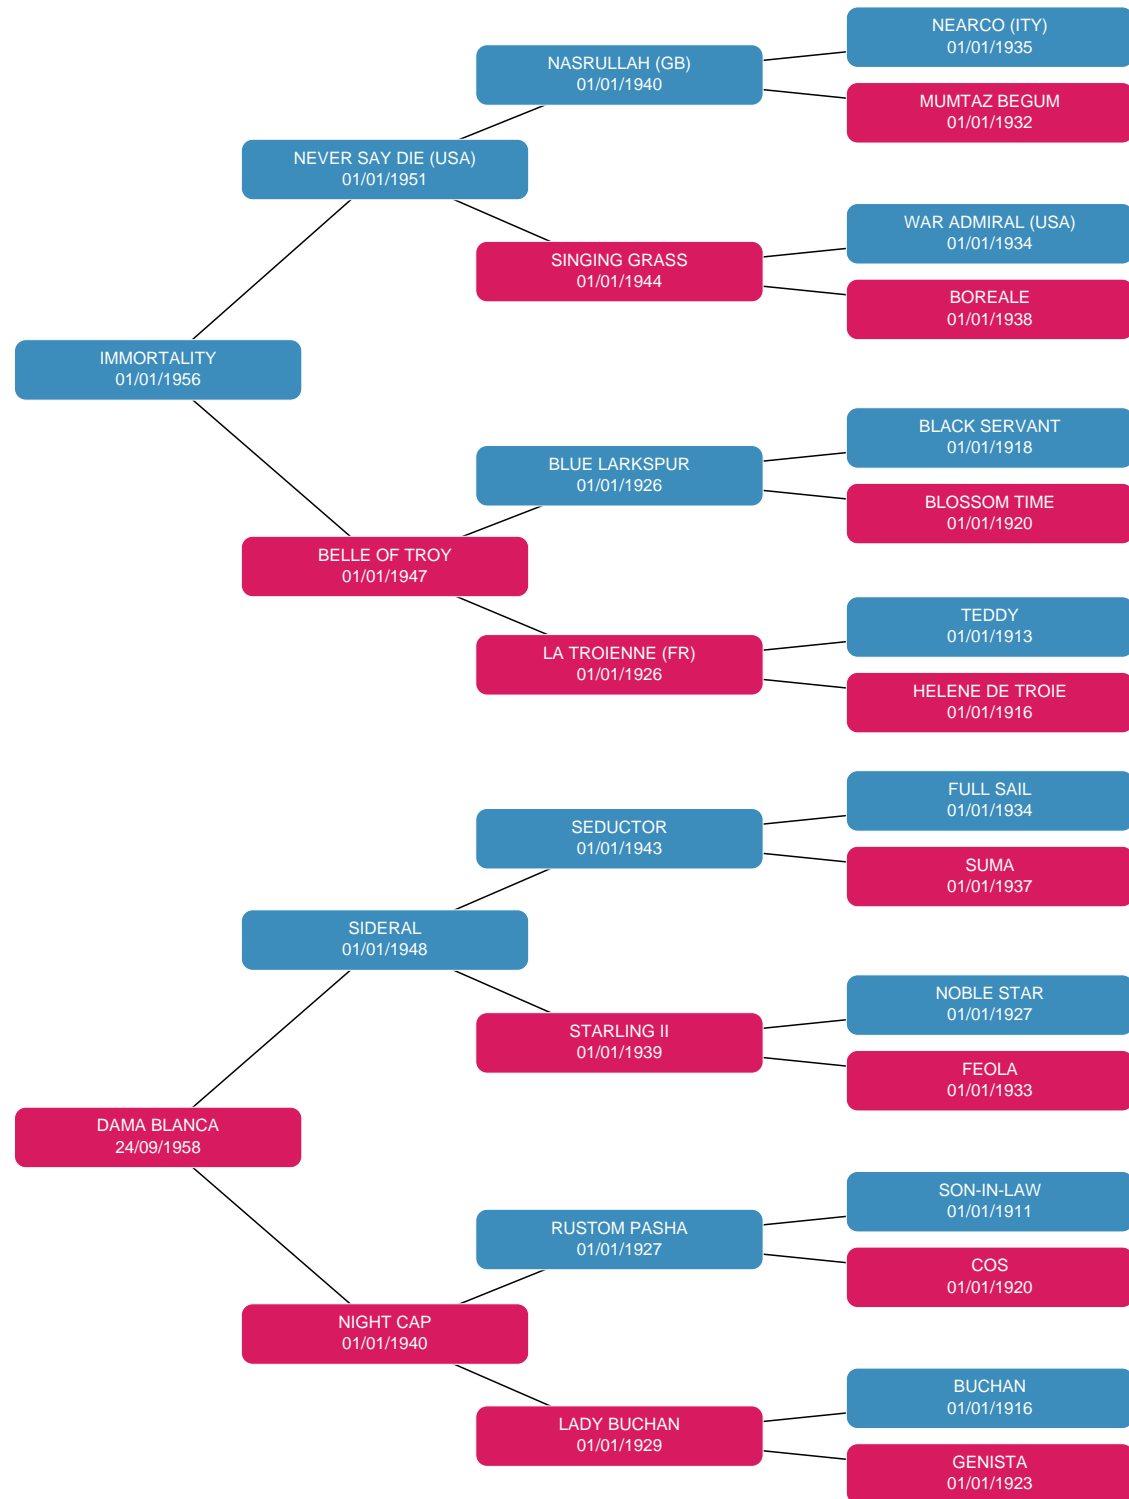 NEARCO (ITY)
01/01/1935
NASRULLAH (GB)
01/01/1940
MUMTAZ BEGUM
01/01/1932
NEVER SAY DIE (USA)
01/01/1951
WAR ADMIRAL (USA)
01/01/1934
SINGING GRASS
01/01/1944
BOREALE
01/01/1938
IMMORTALITY
01/01/1956
BLACK SERVANT
01/01/1918
BLUE LARKSPUR
01/01/1926
BLOSSOM TIME
01/01/1920
BELLE OF TROY
01/01/1947
TEDDY
01/01/1913
LA TROIENNE (FR)
01/01/1926
HELENE DE TROIE
01/01/1916
FULL SAIL
01/01/1934
SEDUCTOR
01/01/1943
SUMA
01/01/1937
SIDERAL
01/01/1948
NOBLE STAR
01/01/1927
STARLING II
01/01/1939
FEOLA
01/01/1933
DAMA BLANCA
24/09/1958
SON-IN-LAW
01/01/1911
RUSTOM PASHA
01/01/1927
COS
01/01/1920
NIGHT CAP
01/01/1940
BUCHAN
01/01/1916
LADY BUCHAN
01/01/1929
GENISTA
01/01/1923